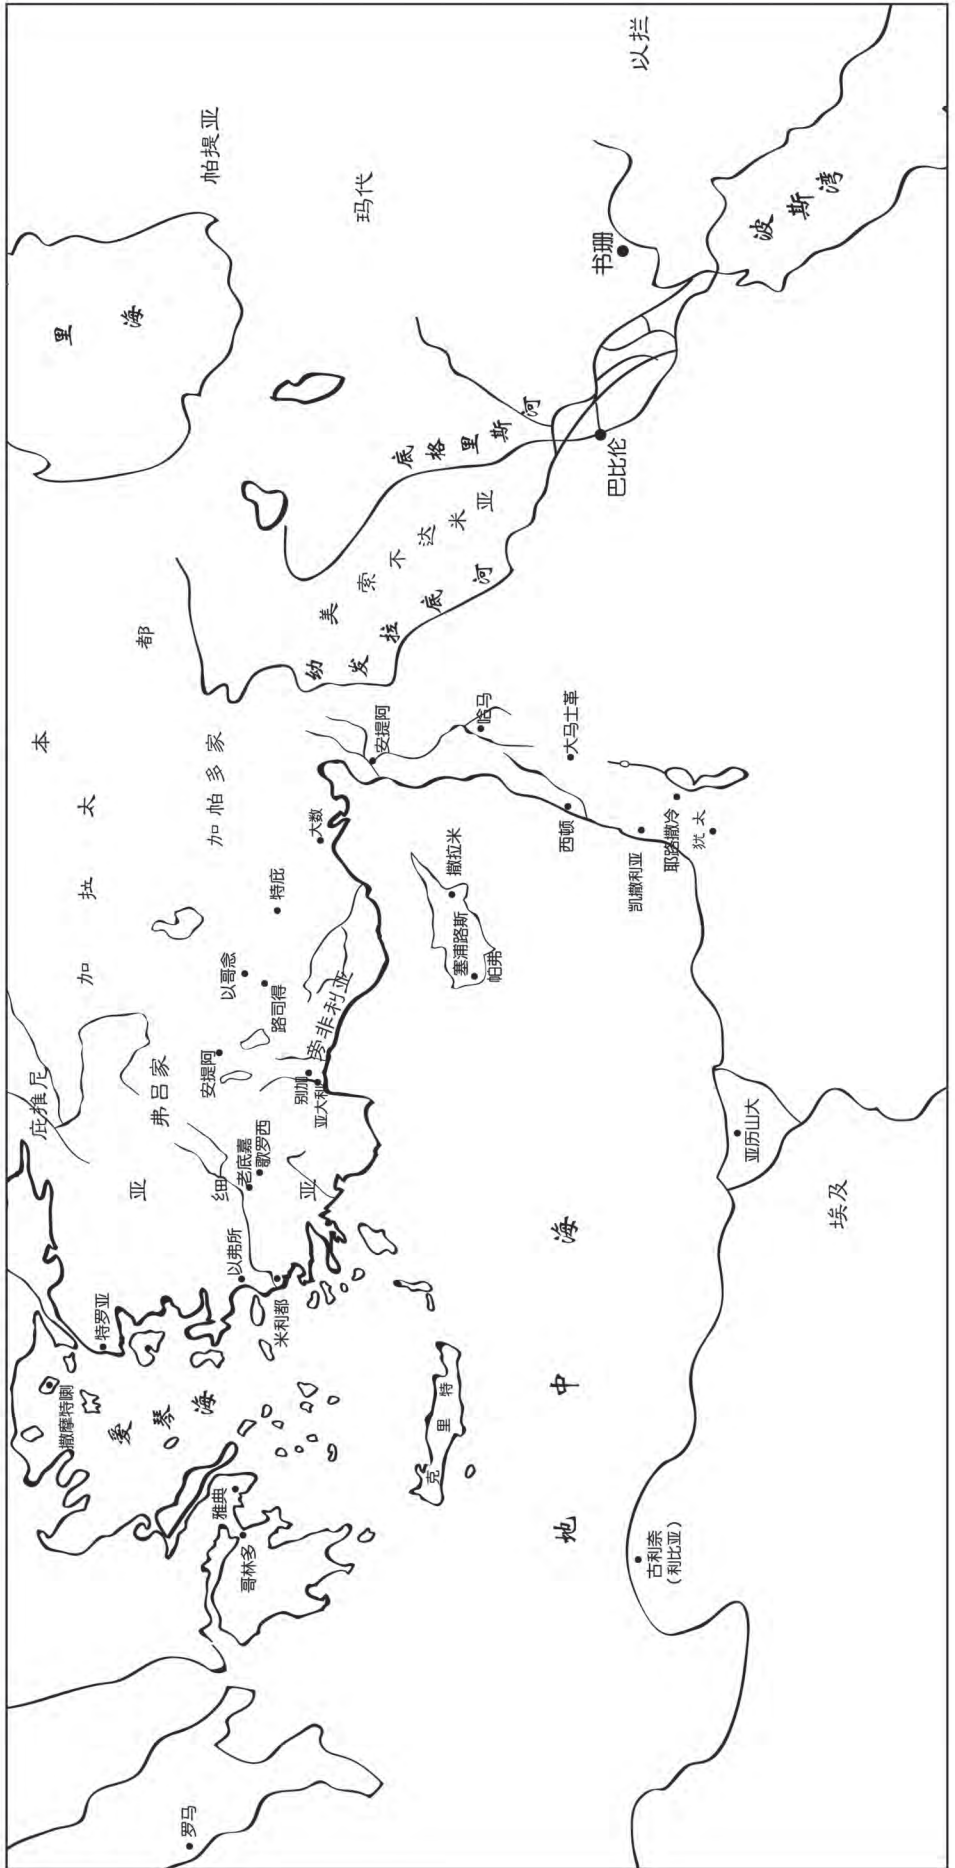 里海
帕提亚
玛代
以拦
书珊
波斯湾
底格里斯河
美索不达米亚
幼发拉底河
巴比伦
本都
加拉太
加帕多家
庇推尼
弗吕家
亚细亚
旁非利亚
安提阿
哈马
大马士革
大数
特庇
以哥念
路司得
安提阿
别加
亚大利
撒拉米
塞浦路斯
帕弗
西顿
凯撒利亚
耶路撒冷
犹太
老底嘉
歌罗西
以弗所
米利都
特罗亚
撒摩特喇
爱琴海
雅典
哥林多
克里特
地中海
亚历山大
埃及
古利奈
（利比亚）
罗马